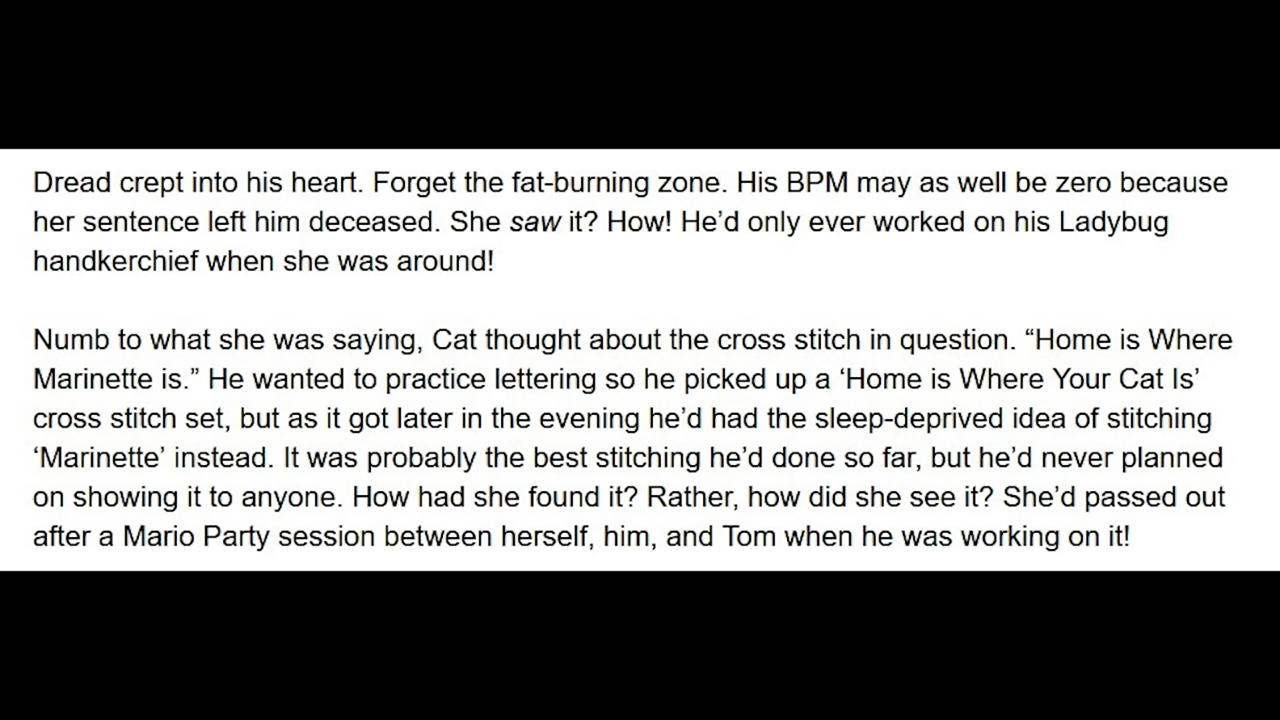 Dread crept into his heart. Forget the fat-burning zone. His BPM may as well be zero because
her sentence left him deceased. She saw it? How! He’d only ever worked on his Ladybug
handkerchief when she was around!
Numb to what she was saying, Cat thought about the cross stitch in question. “Home is Where
Marinette is.” He wanted to practice lettering so he picked up a ‘Home is Where Your Cat Is’
cross stitch set, but as it got later in the evening he’d had the sleep-deprived idea of stitching
‘Marinette’ instead. It was probably the best stitching he’d done so far, but he’d never planned
on showing it to anyone. How had she found it? Rather, how did she see it? She’d passed out
after a Mario Party session between herself, him, and Tom when he was working on it!